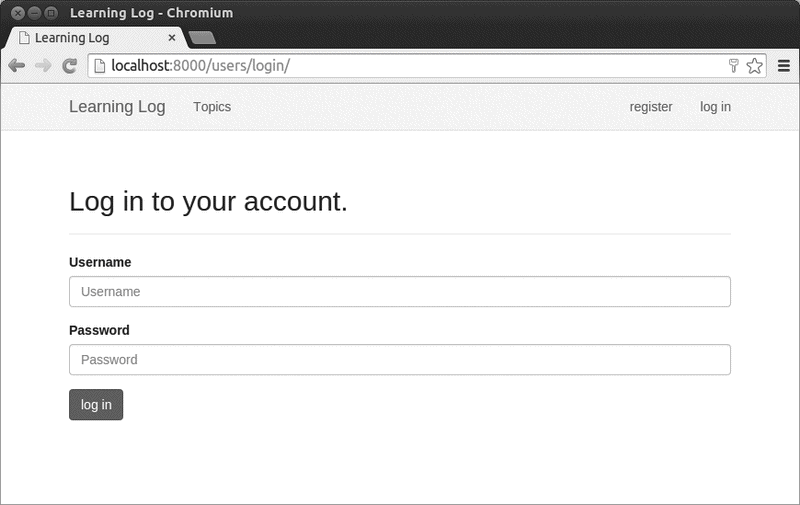 Learning Log - Chromium
Learning Log
localhost:8000/users/login/
Learning Log Topics register log in
Log in to your account.
Username
Username
Password
Password
log in